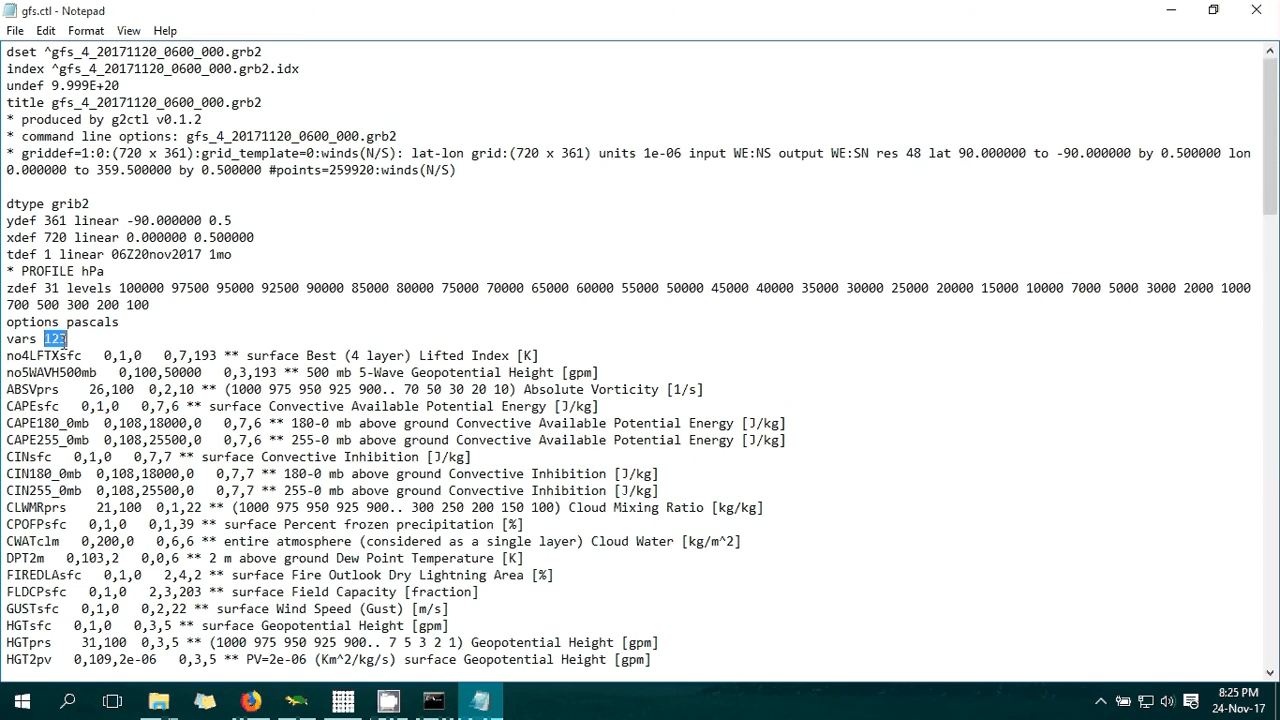 gfs.ctl - Notepad
File Edit Format View Help
dset ^gfs_4_20171120_0600_000.grb2
index ^gfs_4_20171120_0600_000.grb2.idx
undef 9.999E+20
title gfs_4_20171120_0600_000.grb2
* produced by g2ctl v0.1.2
* command line options: gfs_4_20171120_0600_000.grb2
* griddef=1:0:(720 x 361):grid_template=0:winds(N/S): lat-lon grid:(720 x 361) units 1e-06 input WE:NS output WE:SN res 48 lat 90.000000 to -90.000000 by 0.500000 lon
0.000000 to 359.500000 by 0.500000 #points=259920:winds(N/S)
dtype grib2
ydef 361 linear -90.000000 0.5
xdef 720 linear 0.000000 0.500000
tdef 1 linear 06Z20nov2017 1mo
* PROFILE hPa
zdef 31 levels 100000 97500 95000 92500 90000 85000 80000 75000 70000 65000 60000 55000 50000 45000 40000 35000 30000 25000 20000 15000 10000 7000 5000 3000 2000 1000
700 500 300 200 100
options pascals
vars 123
no4LFTXsfc 0,1,0 0,7,193 ** surface Best (4 layer) Lifted Index [K]
no5WAVH500mb 0,100,50000 0,3,193 ** 500 mb 5-Wave Geopotential Height [gpm]
ABSVprs 26,100 0,2,10 ** (1000 975 950 925 900.. 70 50 30 20 10) Absolute Vorticity [1/s]
CAPEsfc 0,1,0 0,7,6 ** surface Convective Available Potential Energy [J/kg]
CAPE180_0mb 0,108,18000,0 0,7,6 ** 180-0 mb above ground Convective Available Potential Energy [J/kg]
CAPE255_0mb 0,108,25500,0 0,7,6 ** 255-0 mb above ground Convective Available Potential Energy [J/kg]
CINsfc 0,1,0 0,7,7 ** surface Convective Inhibition [J/kg]
CIN180_0mb 0,108,18000,0 0,7,7 ** 180-0 mb above ground Convective Inhibition [J/kg]
CIN255_0mb 0,108,25500,0 0,7,7 ** 255-0 mb above ground Convective Inhibition [J/kg]
CLWMRprs 21,100 0,1,22 ** (1000 975 950 925 900.. 300 250 200 150 100) Cloud Mixing Ratio [kg/kg]
CPOFPsfc 0,1,0 0,1,39 ** surface Percent frozen precipitation [%]
CWATclm 0,200,0 0,6,6 ** entire atmosphere (considered as a single layer) Cloud Water [kg/m^2]
DPT2m 0,103,2 0,0,6 ** 2 m above ground Dew Point Temperature [K]
FIREDLAsfc 0,1,0 2,4,2 ** surface Fire Outlook Dry Lightning Area [%]
FLDCPsfc 0,1,0 2,3,203 ** surface Field Capacity [fraction]
GUSTsfc 0,1,0 0,2,22 ** surface Wind Speed (Gust) [m/s]
HGTsfc 0,1,0 0,3,5 ** surface Geopotential Height [gpm]
HGTprs 31,100 0,3,5 ** (1000 975 950 925 900.. 7 5 3 2 1) Geopotential Height [gpm]
HGT2pv 0,109,2e-06 0,3,5 ** PV=2e-06 (Km^2/kg/s) surface Geopotential Height [gpm]
8:25 PM
24-Nov-17